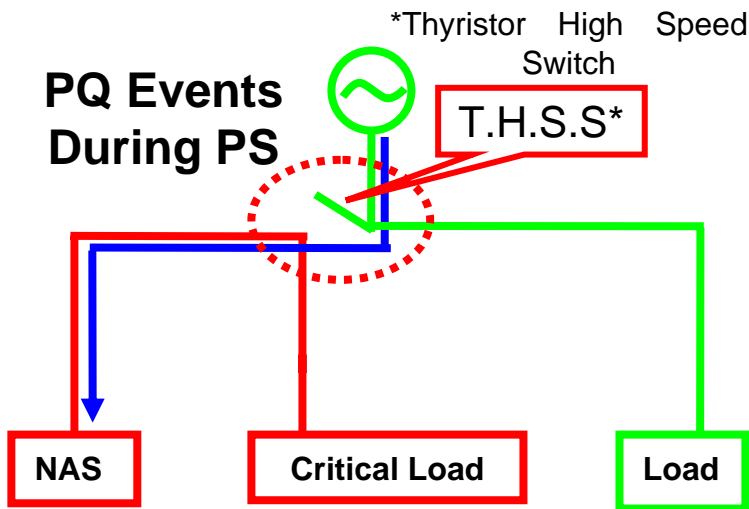 *Thyristor High Speed
Switch
PQ Events
During PS
T.H.S.S*
NAS
Critical Load
Load